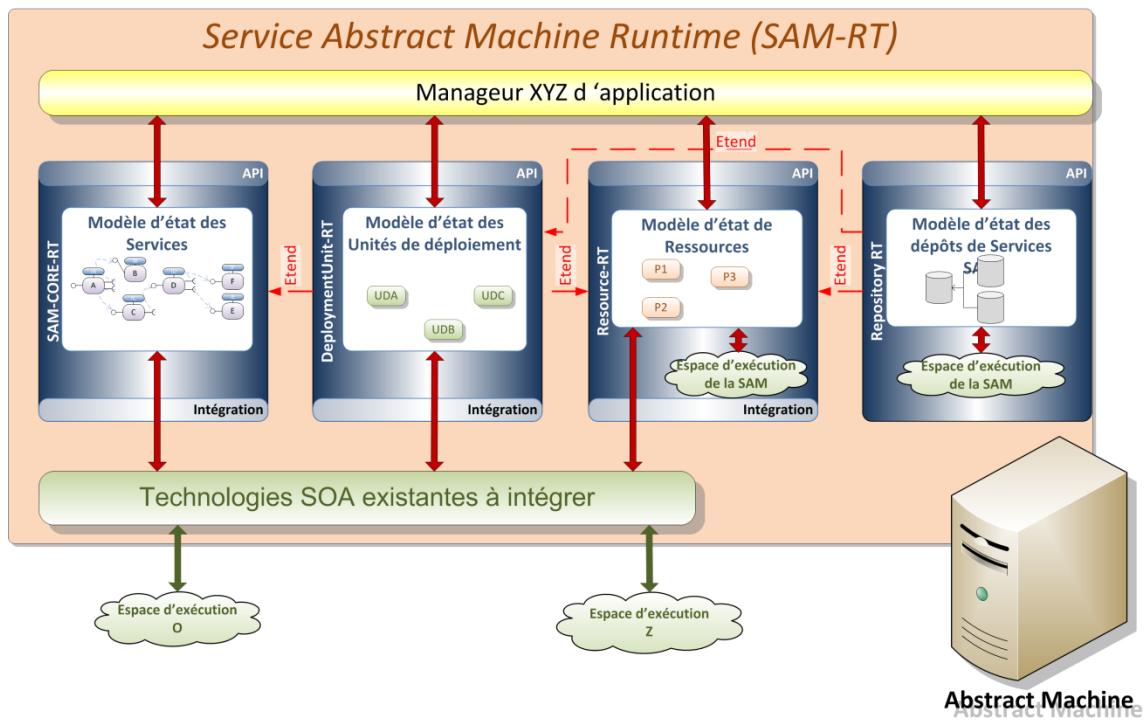 Service Abstract Machine Runtime (SAM-RT)
Manageur XYZ d ‘application
Etend
API
API
API
API
SAM-CORE-RT
Modèle d’état des
Services
A
B
C
D
F
E
Etend
DeploymentUnit-RT
Modèle d’état des
Unités de déploiement
UDA
UDC
UDB
Etend
Resource-RT
Modèle d’état de
Ressources
P1
P3
P2
Espace d’exécution
de la SAM
Etend
Repository RT
Modèle d’état des
dépôts de Services
Espace d’exécution
de la SAM
Intégration
Intégration
Intégration
Technologies SOA existantes à intégrer
Espace d’exécution
O
Espace d’exécution
Z
Abstract Machine